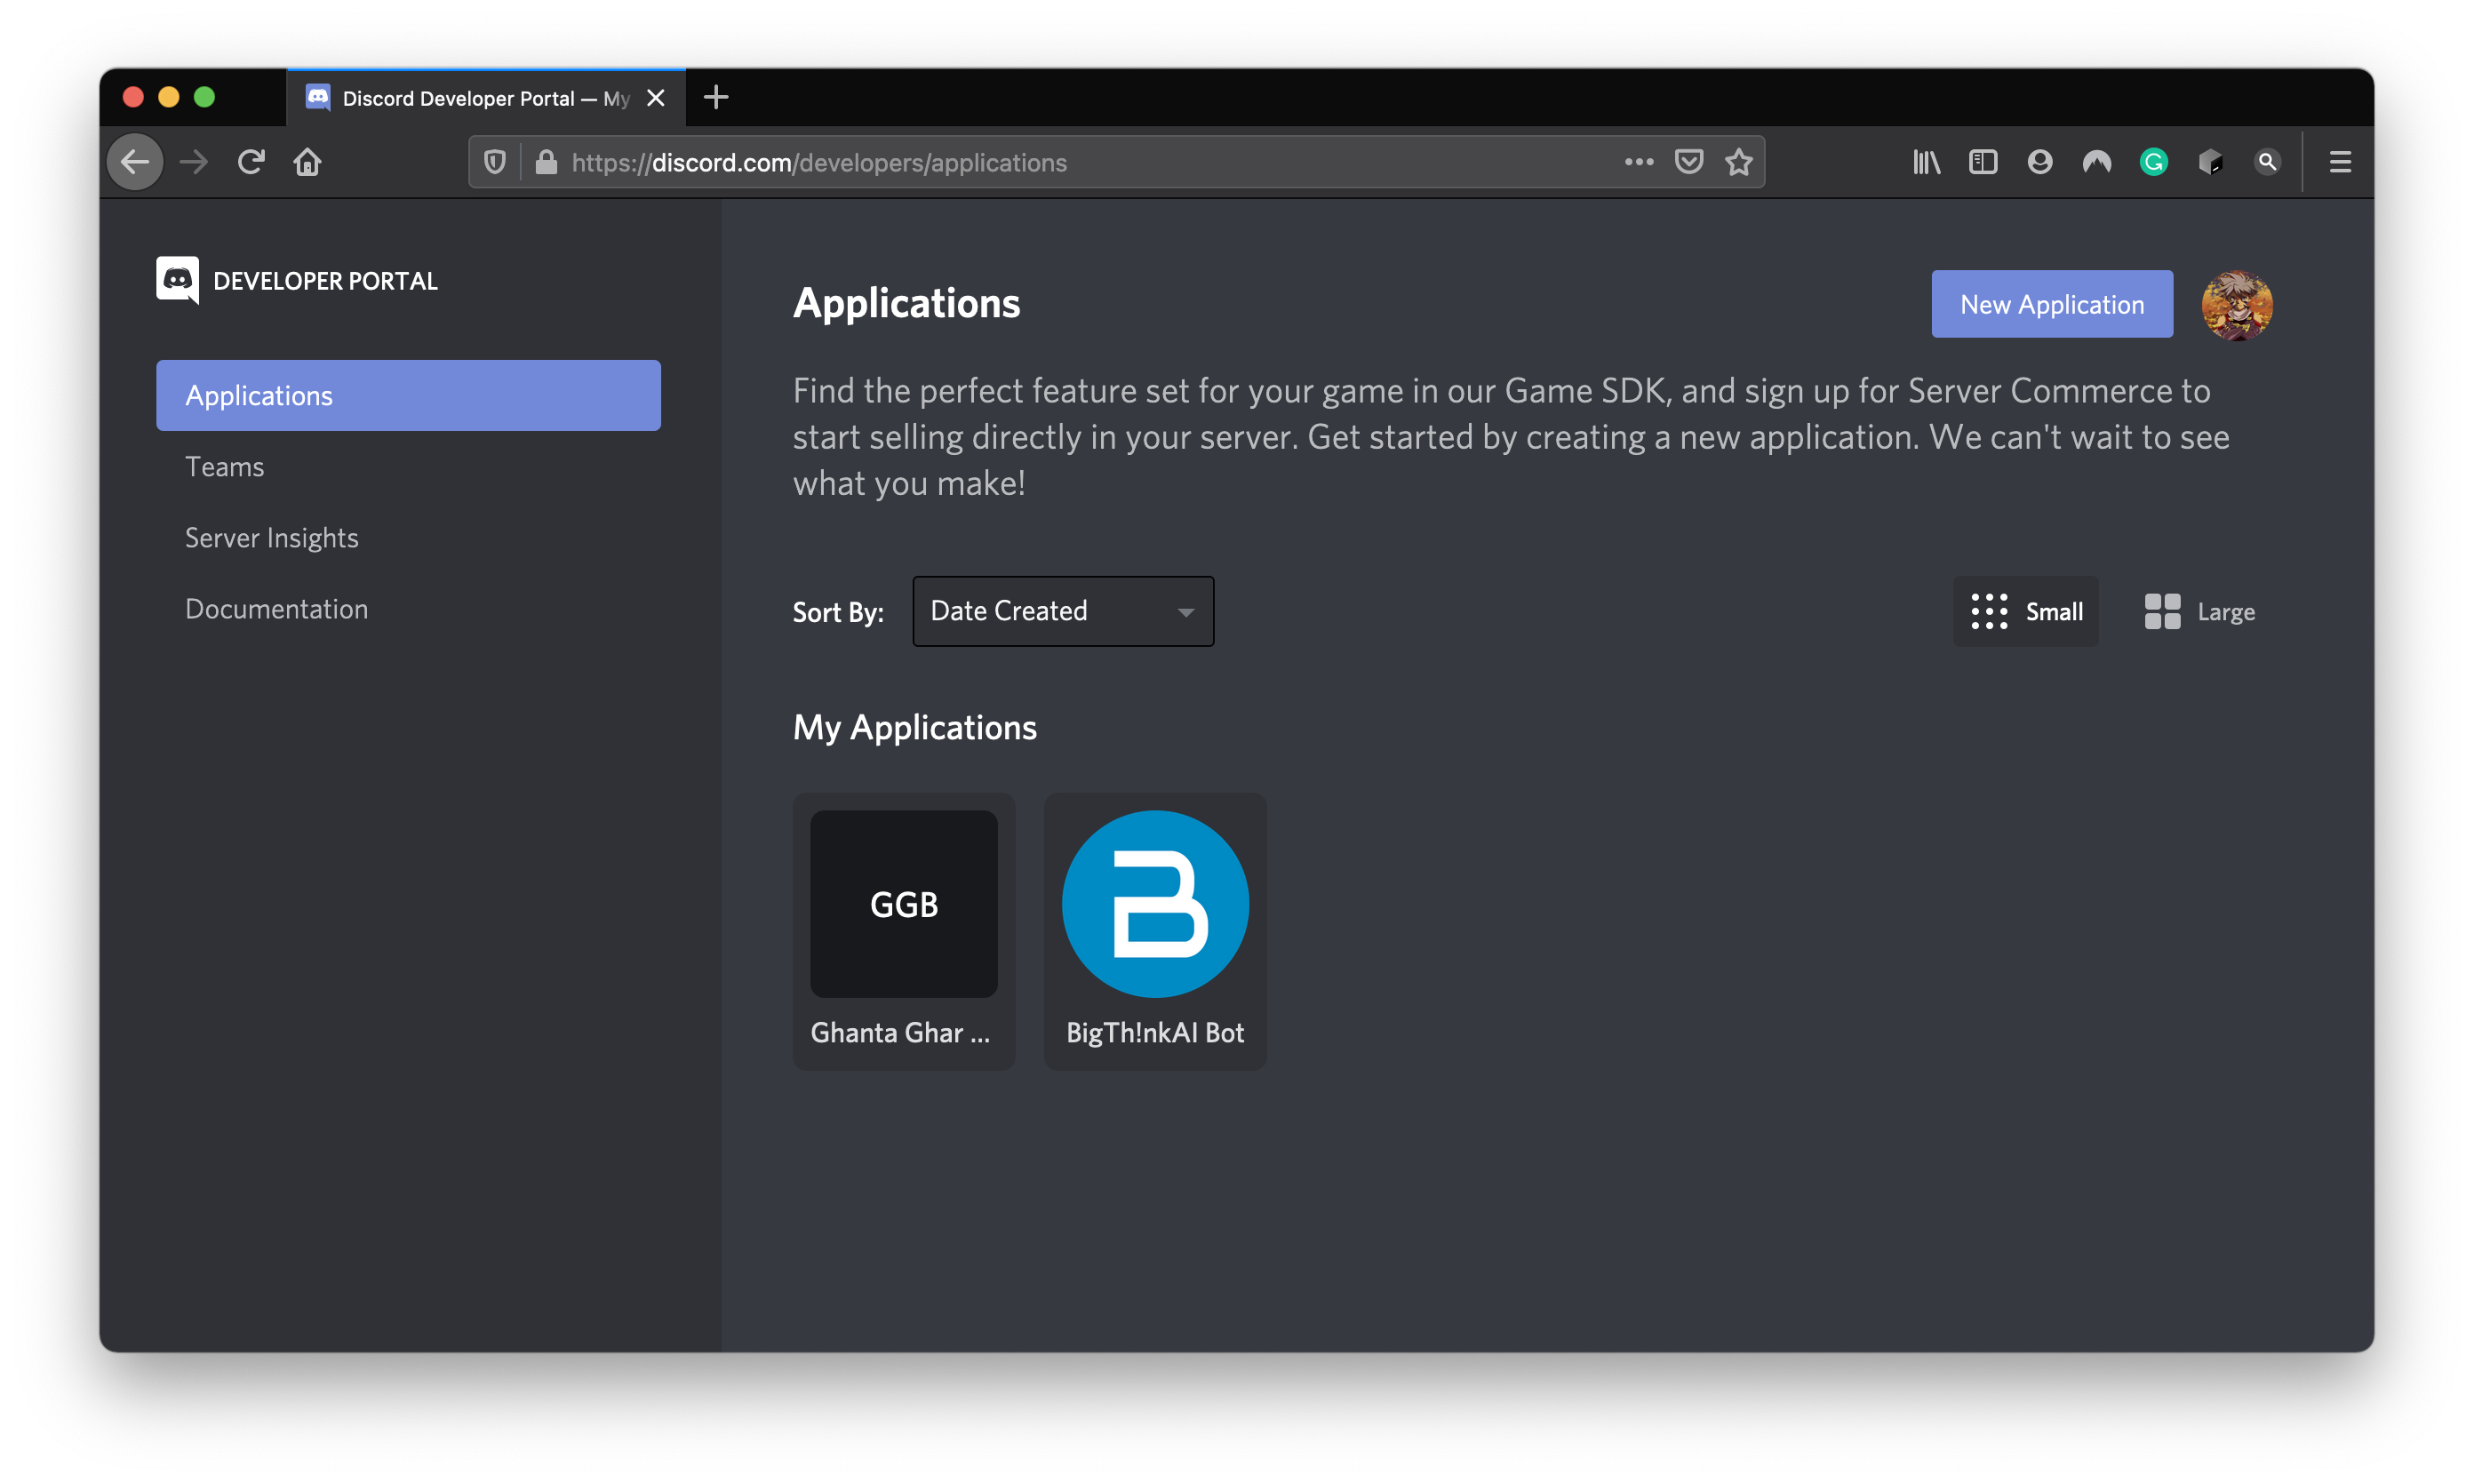 Discord Developer Portal — My
https://discord.com/developers/applications
DEVELOPER PORTAL
Applications
Teams
Server Insights
Documentation
Applications
New Application
Find the perfect feature set for your game in our Game SDK, and sign up for Server Commerce to
start selling directly in your server. Get started by creating a new application. We can't wait to see
what you make!
Sort By:
Date Created
Small
Large
My Applications
GGB
B
Ghanta Ghar ...
BigTh!nkAI Bot